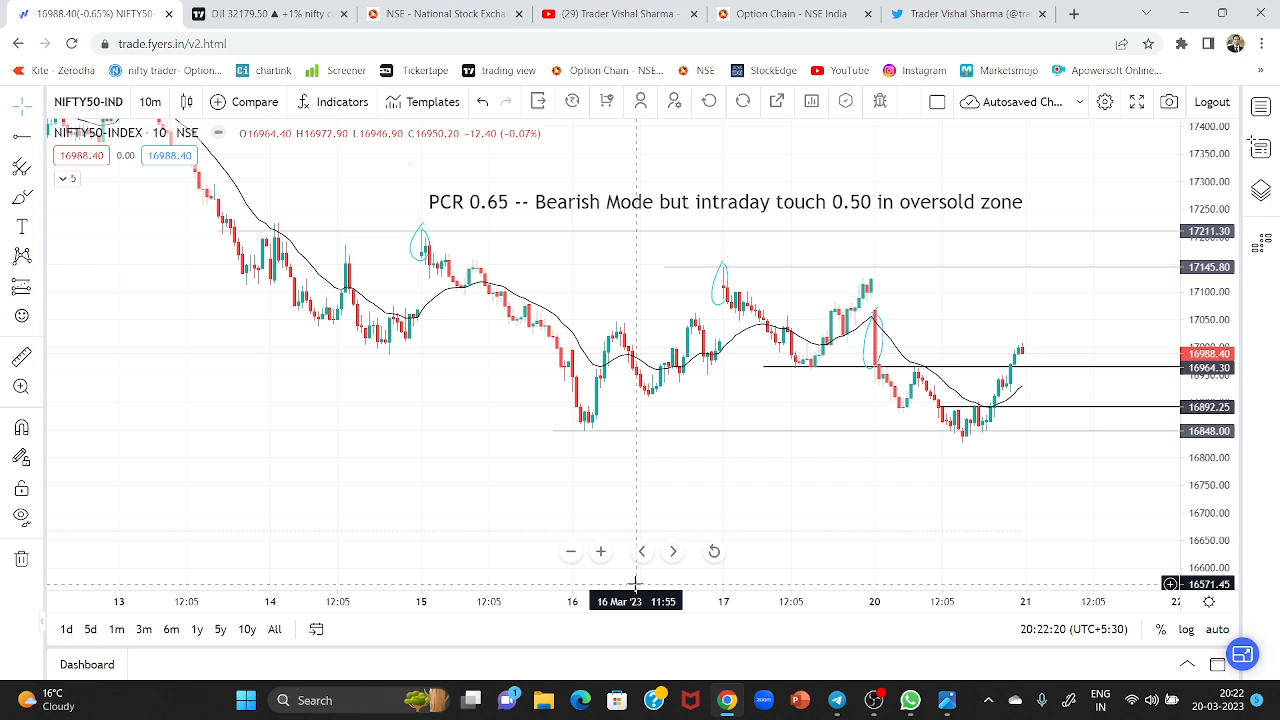 16988.40(-0.65%) NIFTY50-
DJI 32179.50 ▲ +1% nifty c
NSE - National Stock Exchan
(29) Trader Vishal Sharma -
Option Chain - NSE India
Trader Vishal Sharma (@tra
trade.fyers.in/v2.html
Kite - Zerodha
nifty trader- Option...
chartink
Screener
Tickertape
trading view
Option Chain - NSE...
NSE
StockEdge
YouTube
Instagram
Marketsmojo
Apowersoft Onlinec...
NIFTY50-IND 10m Compare Indicators Templates Autosaved Ch... Logout
NIFTY50-INDEX · 10 NSE O16964.40 H16972.90 L16946.90 C16950.20 −12.40 (−0.07%)
16988.40 0.00 16988.40
5
PCR 0.65 -- Bearish Mode but intraday touch 0.50 in oversold zone
17400.00
17350.00
17300.00
17250.00
17211.30
17145.80
17100.00
17050.00
16988.40
16964.30
16892.25
16848.00
16800.00
16750.00
16700.00
16650.00
16600.00
16571.45
13 12:05 14 12:05 15 12:05 16 16 Mar '23 11:55 17 12:05 20 12:05 21 12:05 22
1d 5d 1m 3m 6m 1y 5y 10y All 20:22:20 (UTC+5:30) % log auto
Dashboard
16°C
Cloudy
Search
1
zoom
ENG
IN
20:22
20-03-2023
5